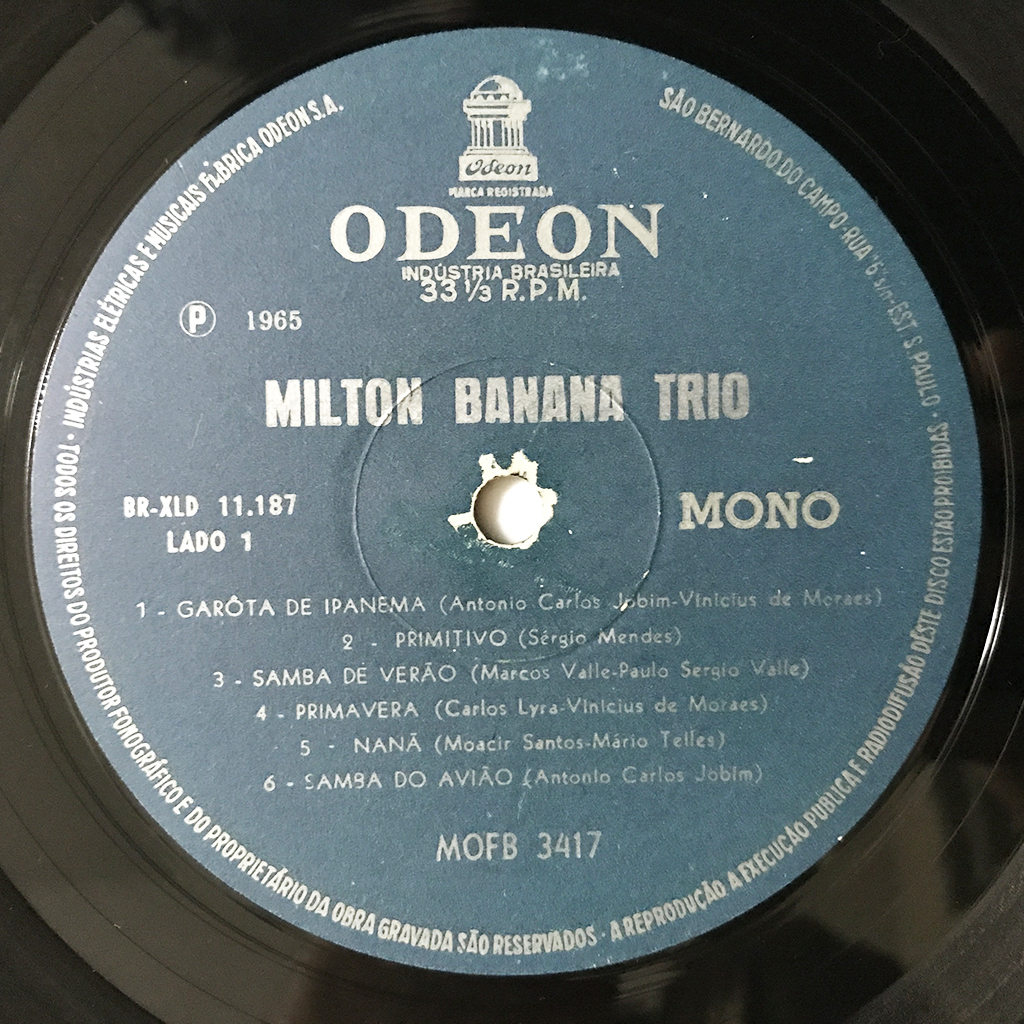 INDÚSTRIAS ELÉTRICAS E MUSICAIS FÁBRICA ODEON S.A.
SÃO BERNARDO DO CAMPO · RUA "6" S/N - EST. S. PAULO ·
Odeon
MARCA REGISTRADA
ODEON
INDÚSTRIA BRASILEIRA
33 1/3 R.P.M.
Ⓟ 1965
MILTON BANANA TRIO
BR-XLD 11.187
LADO 1
MONO
1 - GARÔTA DE IPANEMA (Antonio Carlos Jobim-Vinicius de Moraes)
2 - PRIMITIVO (Sérgio Mendes)
3 - SAMBA DE VERÃO (Marcos Valle-Paulo Sergio Valle)
4 - PRIMAVERA (Carlos Lyra-Vinicius de Moraes)
5 - NANÃ (Moacir Santos-Mário Telles)
6 - SAMBA DO AVIÃO (Antonio Carlos Jobim)
MOFB 3417
· TODOS OS DIREITOS DO PRODUTOR FONOGRÁFICO E DO PROPRIETÁRIO DA OBRA GRAVADA SÃO RESERVADOS · A REPRODUÇÃO A EXECUÇÃO PUBLICA E RADIODIFUSÃO DÊSTE DISCO ESTÃO PROIBIDAS ·